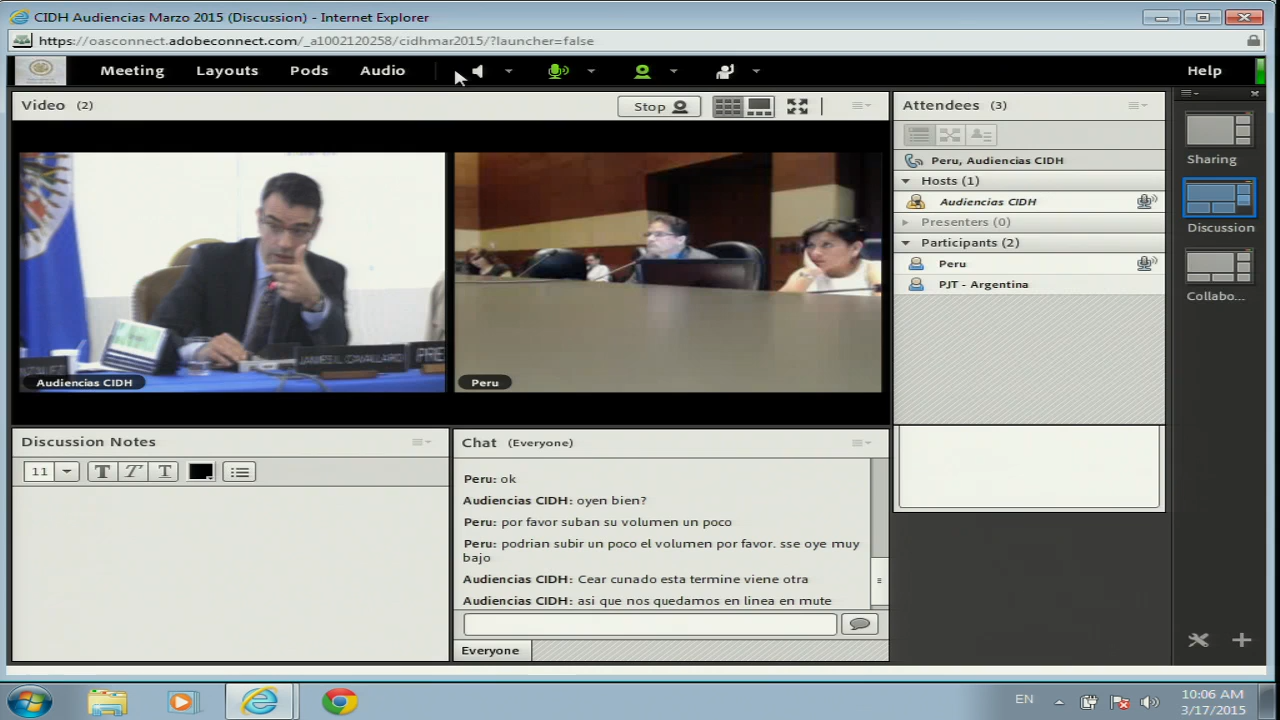 CIDH Audiencias Marzo 2015 (Discussion) - Internet Explorer
https://oasconnect.adobeconnect.com/_a1002120258/cidhmar2015/?launcher=false
Meeting Layouts Pods Audio Help
Video (2)
Stop
JAMES L. CAVALLARO
PRE
Audiencias CIDH
Peru
Attendees (3)
Peru, Audiencias CIDH
Hosts (1)
Audiencias CIDH
Presenters (0)
Participants (2)
Peru
PJT - Argentina
Sharing
Discussion
Collabo...
Discussion Notes
11 T T T
Chat (Everyone)
Peru: ok
Audiencias CIDH: oyen bien?
Peru: por favor suban su volumen un poco
Peru: podrian subir un poco el volumen por favor. sse oye muy
bajo
Audiencias CIDH: Cear cunado esta termine viene otra
Audiencias CIDH: asi que nos quedamos en linea en mute
Everyone
EN
10:06 AM
3/17/2015